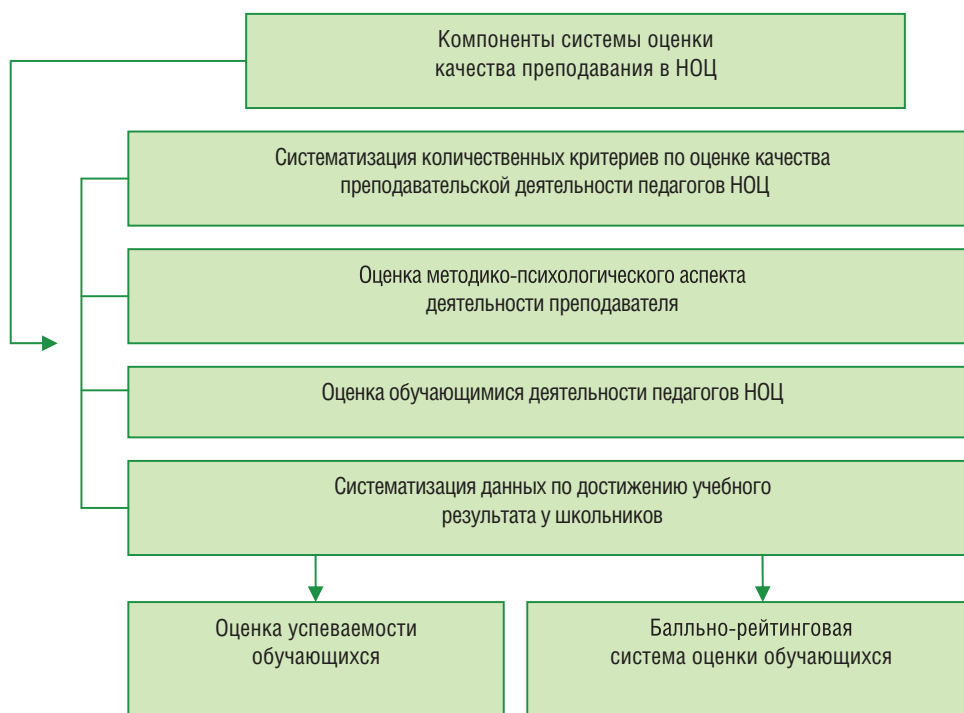 Компоненты системы оценки
качества преподавания в НОЦ
Систематизация количественных критериев по оценке качества
преподавательской деятельности педагогов НОЦ
Оценка методико-психологического аспекта
деятельности преподавателя
Оценка обучающимися деятельности педагогов НОЦ
Систематизация данных по достижению учебного
результата у школьников
Оценка успеваемости
обучающихся
Балльно-рейтинговая
система оценки обучающихся